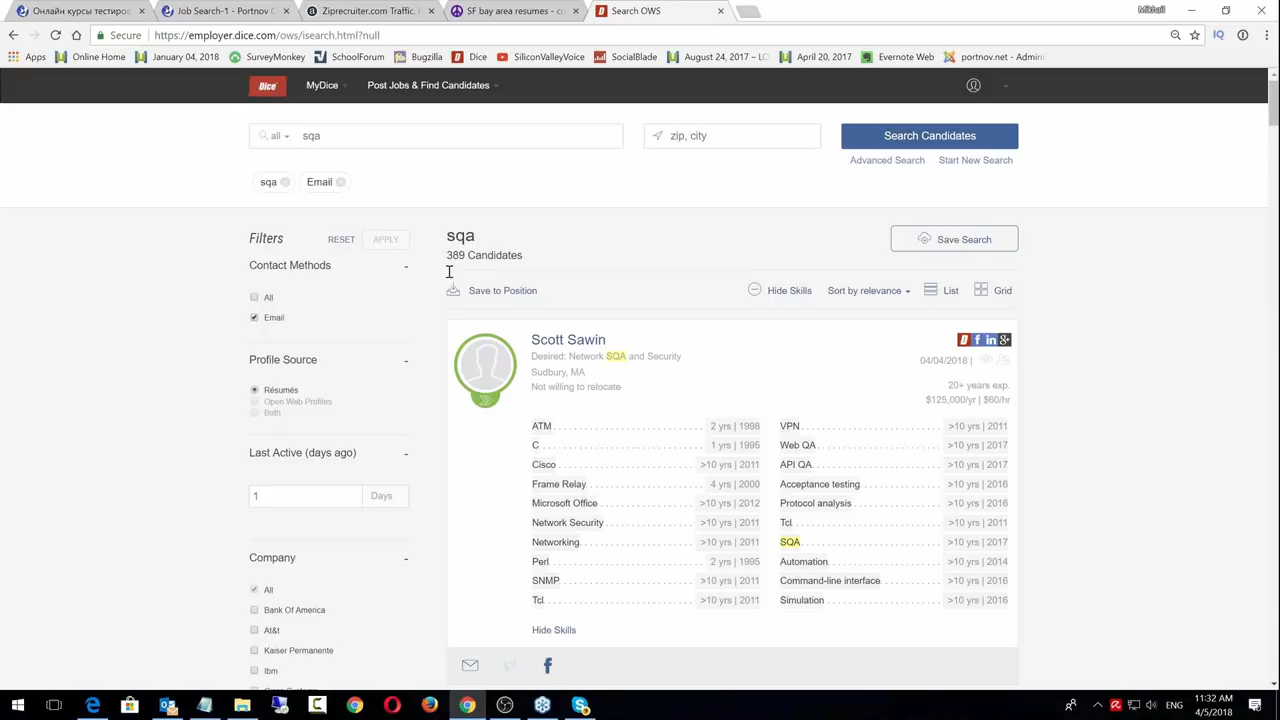 Онлайн курсы тестиров
Job Search-1 - Portnov C
Ziprecruiter.com Traffic,
SF bay area resumes - c
Search OWS
Mikhail
Secure
https://employer.dice.com/ows/isearch.html?null
Apps
Online Home
January 04, 2018
SurveyMonkey
SchoolForum
Bugzilla
Dice
SiliconValleyVoice
SocialBlade
August 24, 2017 – LO
April 20, 2017
Evernote Web
portnov.net - Admini
Dice
MyDice
Post Jobs & Find Candidates
all
sqa
zip, city
Search Candidates
Advanced Search
Start New Search
sqa
Email
Filters
RESET
APPLY
Contact Methods
-
All
Email
Profile Source
-
Résumés
Open Web Profiles
Both
Last Active (days ago)
-
1
Days
Company
-
All
Bank Of America
At&t
Kaiser Permanente
Ibm
sqa
389 Candidates
Save Search
Save to Position
Hide Skills
Sort by relevance
List
Grid
Scott Sawin
Desired: Network SQA and Security
Sudbury, MA
Not willing to relocate
04/04/2018 |
20+ years exp.
$125,000/yr | $60/hr
ATM 2 yrs | 1998
C 1 yrs | 1995
Cisco >10 yrs | 2011
Frame Relay 4 yrs | 2000
Microsoft Office >10 yrs | 2012
Network Security >10 yrs | 2011
Networking >10 yrs | 2011
Perl 2 yrs | 1995
SNMP >10 yrs | 2011
Tcl >10 yrs | 2011
VPN >10 yrs | 2011
Web QA >10 yrs | 2017
API QA >10 yrs | 2017
Acceptance testing >10 yrs | 2016
Protocol analysis >10 yrs | 2016
Tcl >10 yrs | 2011
SQA >10 yrs | 2017
Automation >10 yrs | 2014
Command-line interface >10 yrs | 2016
Simulation >10 yrs | 2016
Hide Skills
ENG
11:32 AM
4/5/2018